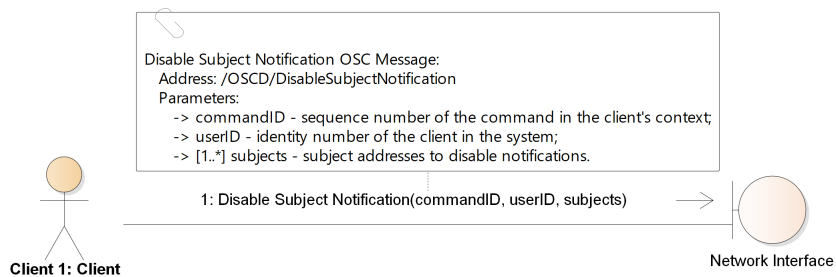 Disable Subject Notification OSC Message:
Address: /OSCD/DisableSubjectNotification
Parameters:
-> commandID - sequence number of the command in the client's context;
-> userID - identity number of the client in the system;
-> [1..*] subjects - subject addresses to disable notifications.
1: Disable Subject Notification(commandID, userID, subjects)
Client 1: Client
Network Interface